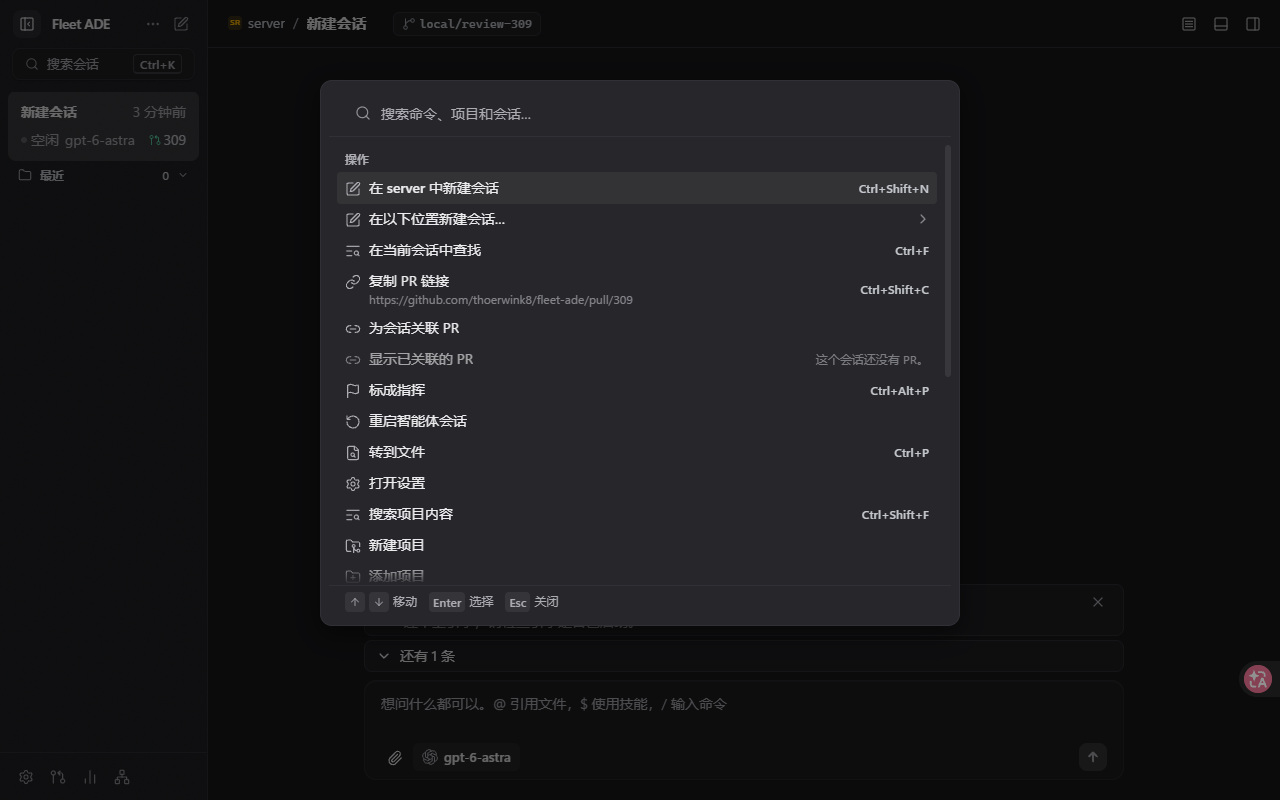 Fleet ADE
搜索会话 Ctrl+K
新建会话 3 分钟前
空闲 gpt-6-astra 309
最近 0
SR server / 新建会话 local/review-309
搜索命令、项目和会话...
操作
在 server 中新建会话 Ctrl+Shift+N
在以下位置新建会话...
在当前会话中查找 Ctrl+F
复制 PR 链接 Ctrl+Shift+C
https://github.com/thoerwink8/fleet-ade/pull/309
为会话关联 PR
显示已关联的 PR 这个会话还没有 PR。
标成指挥 Ctrl+Alt+P
重启智能体会话
转到文件 Ctrl+P
打开设置
搜索项目内容 Ctrl+Shift+F
新建项目
添加项目
↑ ↓ 移动 Enter 选择 Esc 关闭
还有 1 条
想问什么都可以。@ 引用文件，$ 使用技能，/ 输入命令
gpt-6-astra